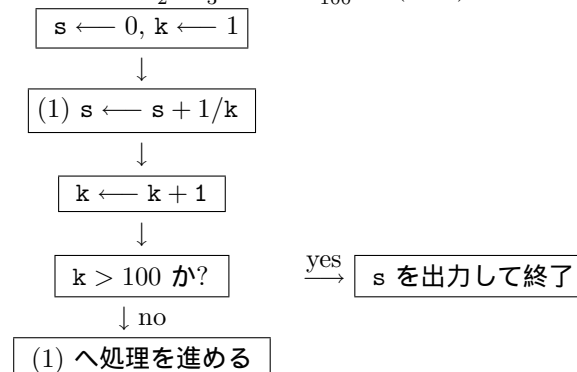 s ⟵ 0, k ⟵ 1
↓
(1) s ⟵ s + 1/k
↓
k ⟵ k + 1
↓
k > 100 か? yes ⟶ s を出力して終了
↓ no
(1) へ処理を進める